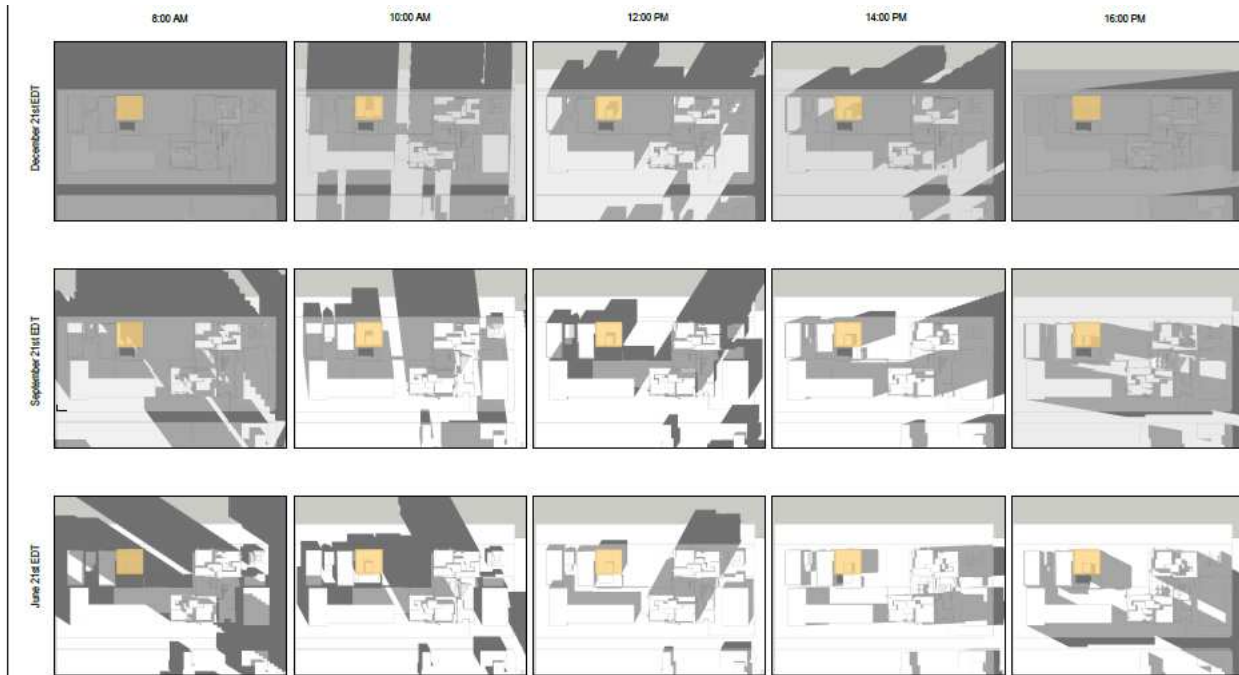 8:00 AM
10:00 AM
12:00 PM
14:00 PM
16:00 PM
December 21st EDT
September 21st EDT
June 21st EDT